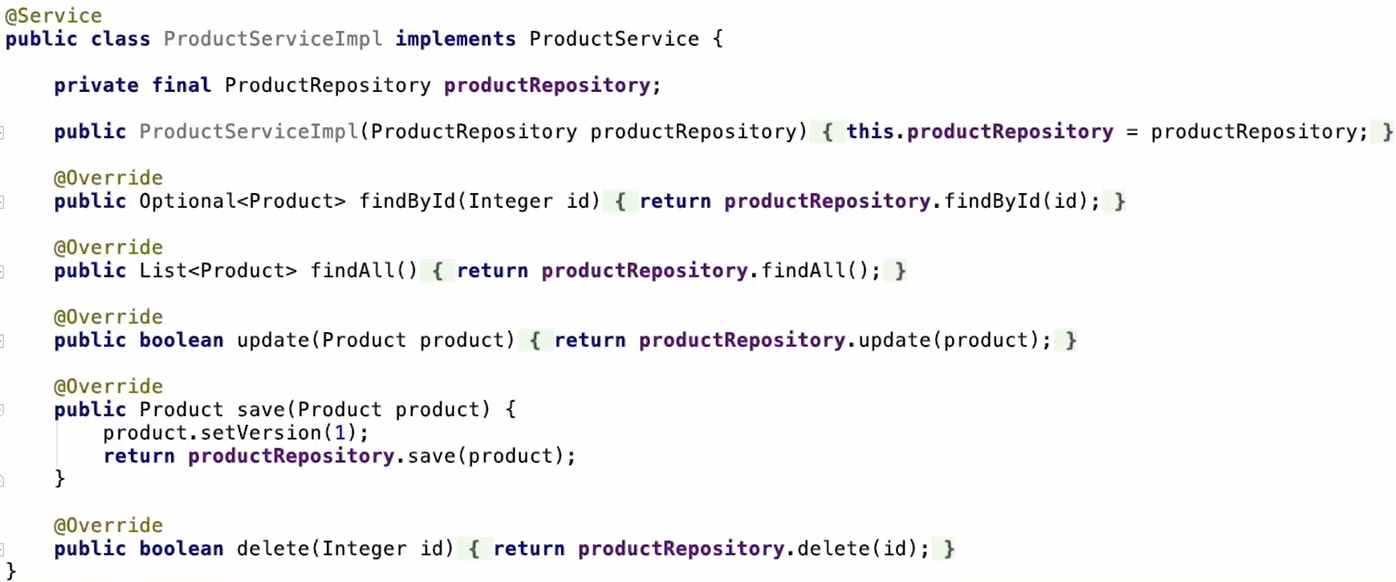 @Service
public class ProductServiceImpl implements ProductService {
private final ProductRepository productRepository;
public ProductServiceImpl(ProductRepository productRepository) { this.productRepository = productRepository; }
@Override
public Optional<Product> findById(Integer id) { return productRepository.findById(id); }
@Override
public List<Product> findAll() { return productRepository.findAll(); }
@Override
public boolean update(Product product) { return productRepository.update(product); }
@Override
public Product save(Product product) {
product.setVersion(1);
return productRepository.save(product);
}
@Override
public boolean delete(Integer id) { return productRepository.delete(id); }
}